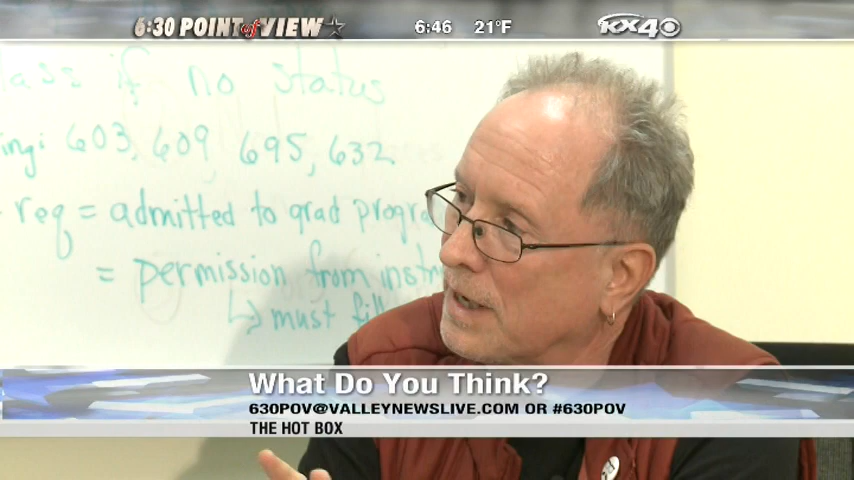 6:30 POINT of VIEW
6:46 21°F
KX4
ass if no status
ing: 603, 609, 695, 632
req = admitted to grad progra
= permission from instr
↳ must fill
What Do You Think?
630POV@VALLEYNEWSLIVE.COM OR #630POV
THE HOT BOX